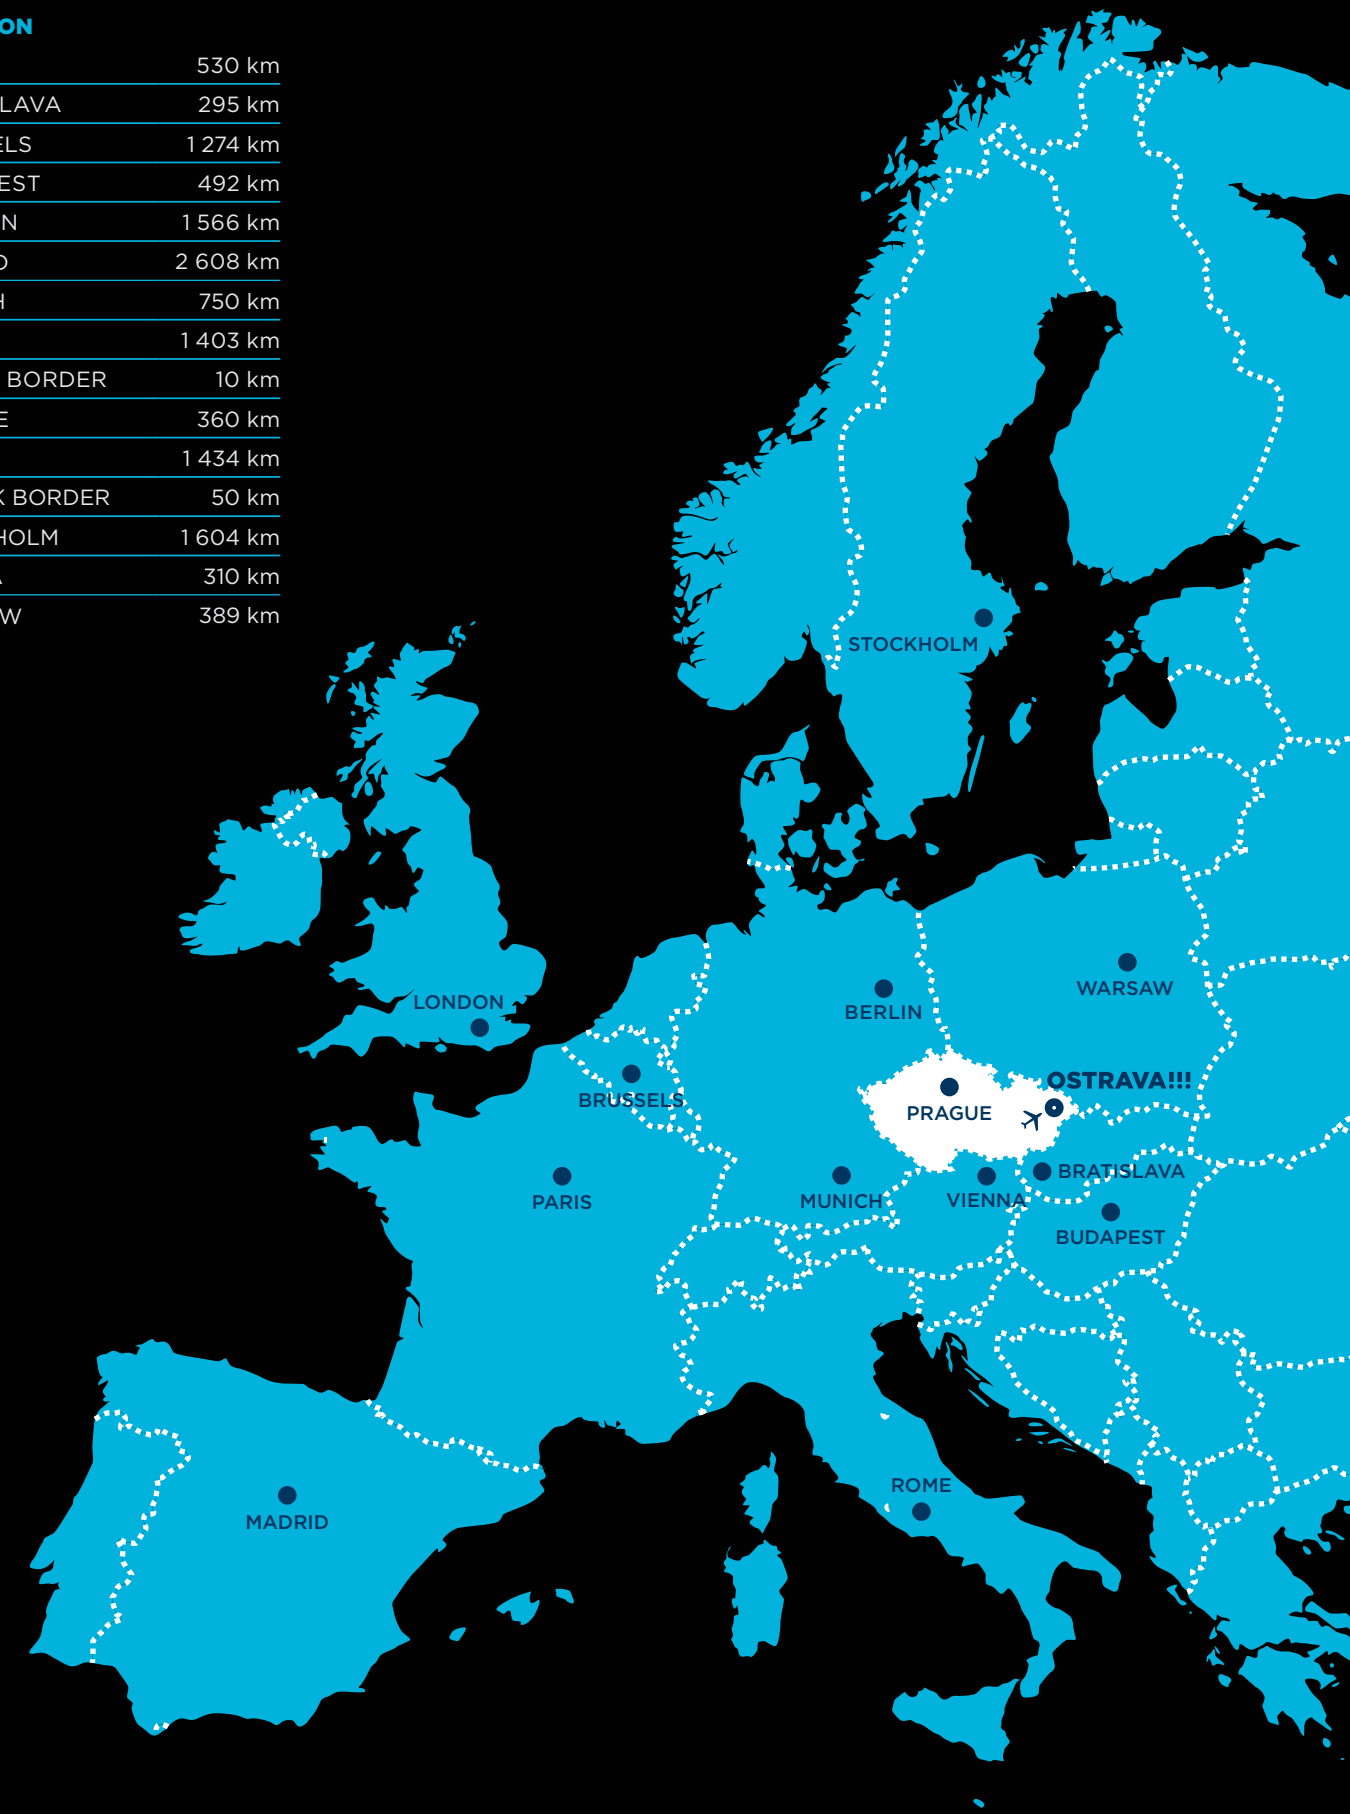 ON
530 km
LAVA 295 km
ELS 1 274 km
EST 492 km
N 1 566 km
O 2 608 km
H 750 km
1 403 km
BORDER 10 km
E 360 km
1 434 km
K BORDER 50 km
HOLM 1 604 km
A 310 km
W 389 km
STOCKHOLM
WARSAW
LONDON
BERLIN
OSTRAVA!!!
BRUSSELS
PRAGUE
BRATISLAVA
PARIS
MUNICH
VIENNA
BUDAPEST
ROME
MADRID